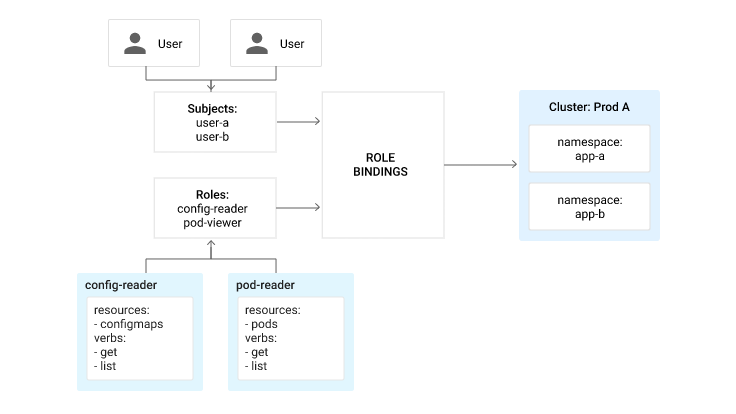 User
User
Subjects:
user-a
user-b
Roles:
config-reader
pod-viewer
ROLE
BINDINGS
Cluster: Prod A
namespace:
app-a
namespace:
app-b
config-reader
resources:
- configmaps
verbs:
- get
- list
pod-reader
resources:
- pods
verbs:
- get
- list